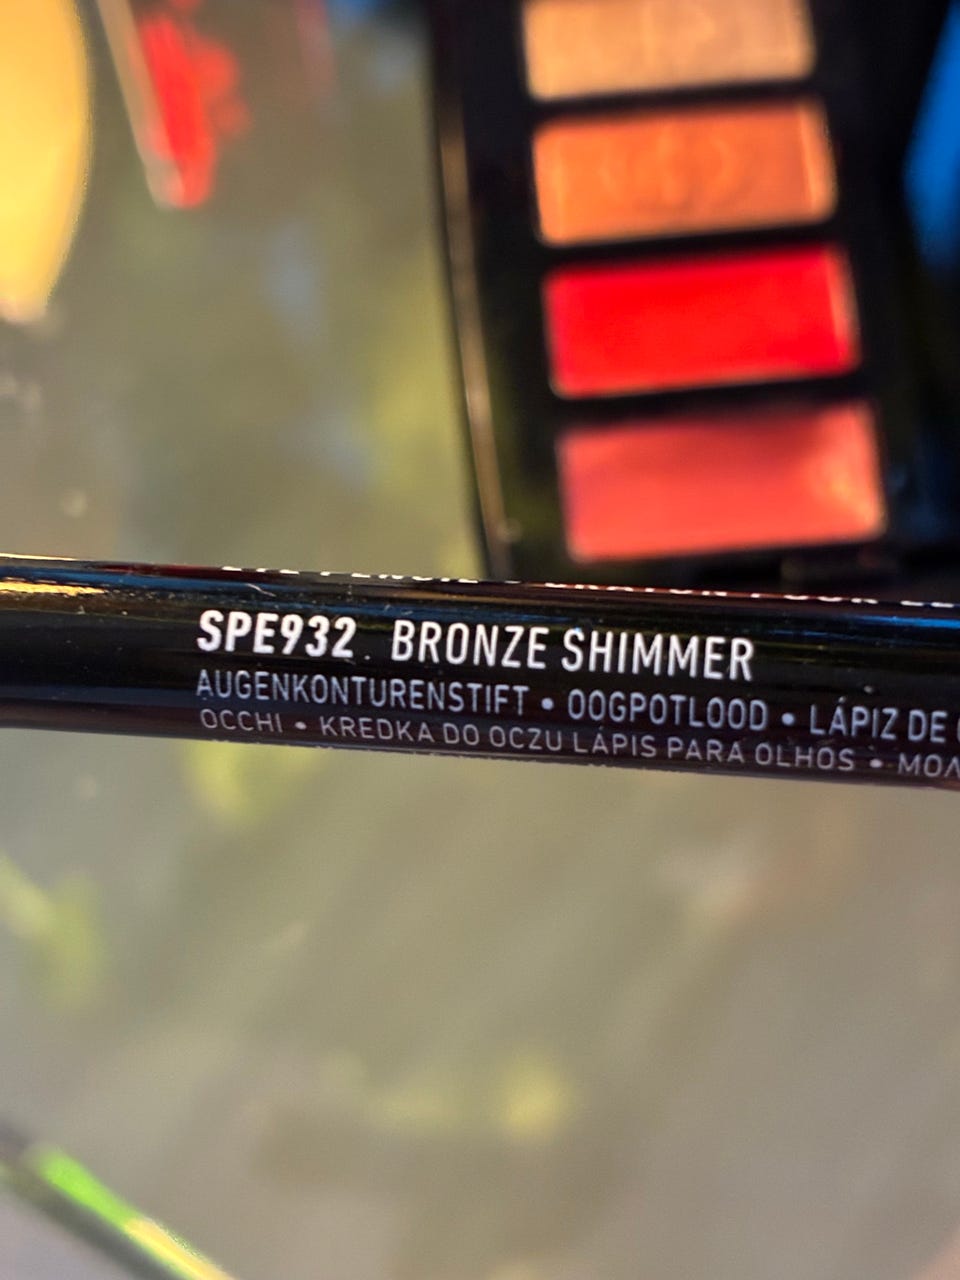 SPE932 BRONZE SHIMMER
AUGENKONTURENSTIFT • OOGPOTLOOD • LÁPIZ DE
OCCHI • KREDKA DO OCZU LÁPIS PARA OLHOS •